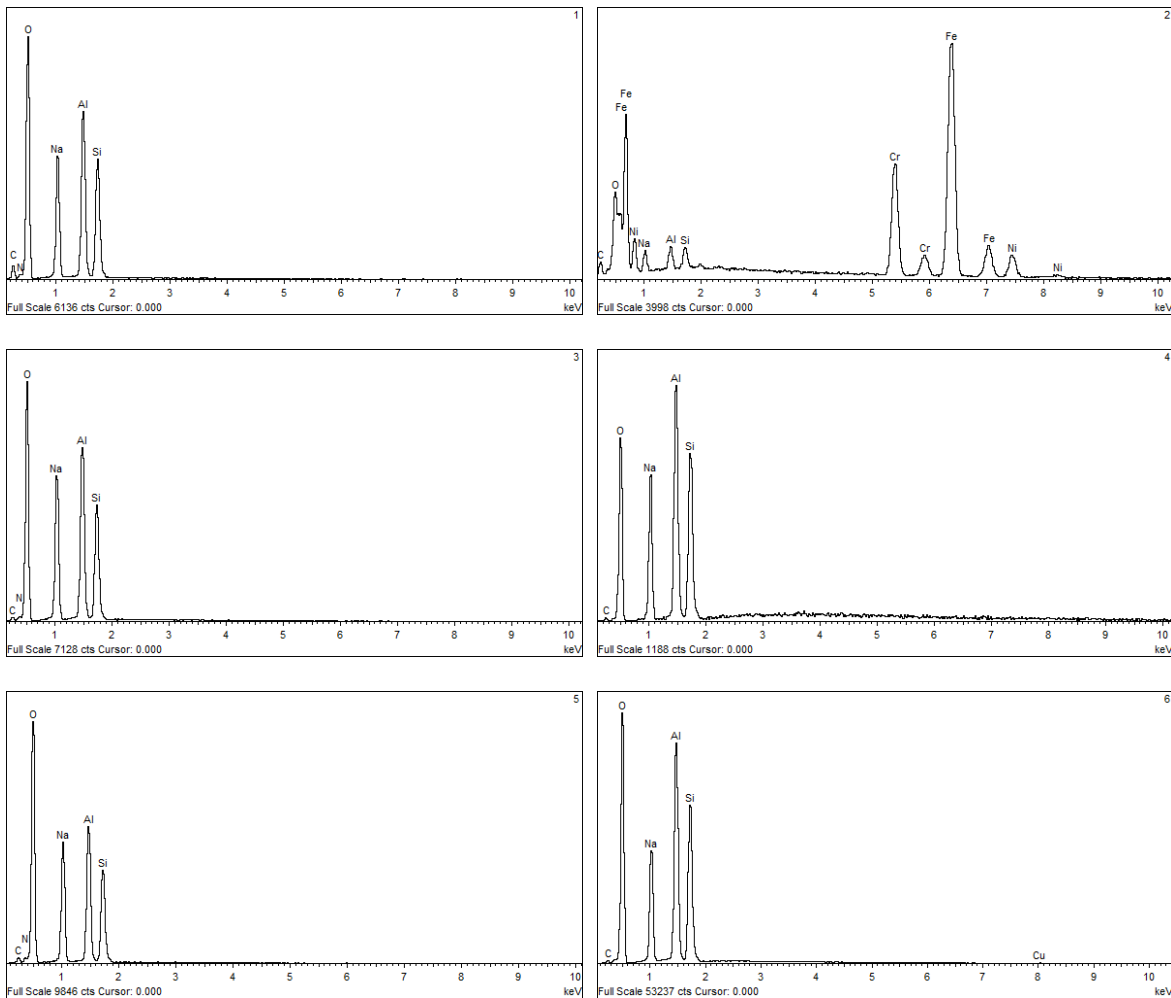 1
O
Al
Na
Si
C
N
1 2 3 4 5 6 7 8 9 10
Full Scale 6136 cts Cursor: 0.000 keV
2
Fe
Fe
Fe
Cr
O
Ni
Na
Al
Si
C
Cr
Fe
Ni
Ni
1 2 3 4 5 6 7 8 9 10
Full Scale 3998 cts Cursor: 0.000 keV
3
O
Al
Na
Si
N
C
1 2 3 4 5 6 7 8 9 10
Full Scale 7128 cts Cursor: 0.000 keV
4
Al
O
Si
Na
C
1 2 3 4 5 6 7 8 9 10
Full Scale 1188 cts Cursor: 0.000 keV
5
O
Al
Na
Si
N
C
1 2 3 4 5 6 7 8 9 10
Full Scale 9846 cts Cursor: 0.000 keV
6
O
Al
Si
Na
C
Cu
1 2 3 4 5 6 7 8 9 10
Full Scale 53237 cts Cursor: 0.000 keV